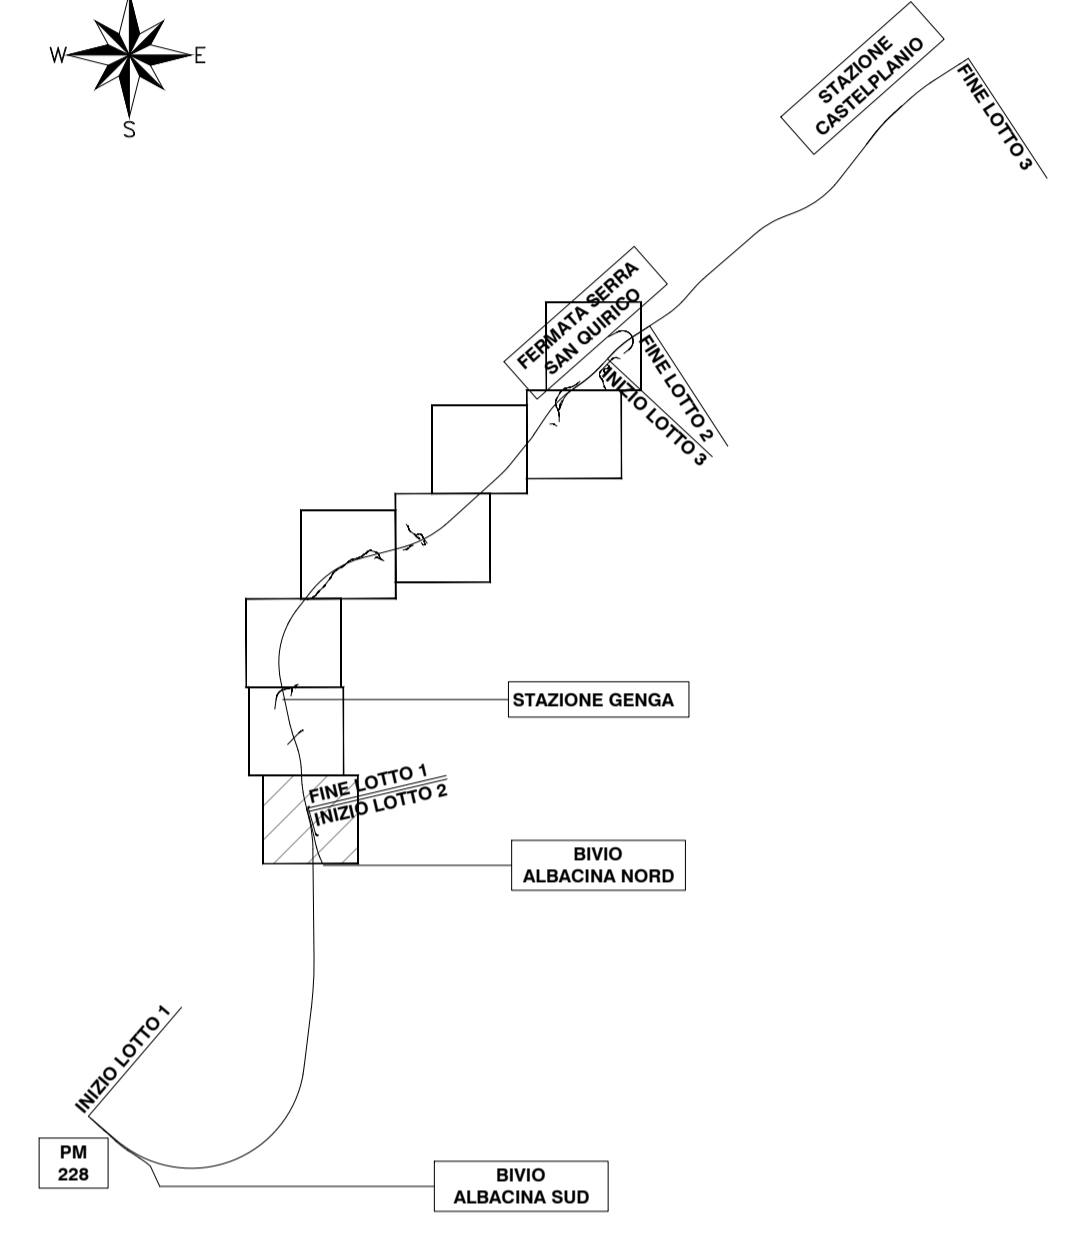 W
E
S
STAZIONE
CASTELPLANIO
FINE LOTTO 3
FERMATA SERRA
SAN QUIRICO
FINE LOTTO 2
INIZIO LOTTO 3
STAZIONE GENGA
FINE LOTTO 1
INIZIO LOTTO 2
BIVIO
ALBACINA NORD
INIZIO LOTTO 1
PM
228
BIVIO
ALBACINA SUD